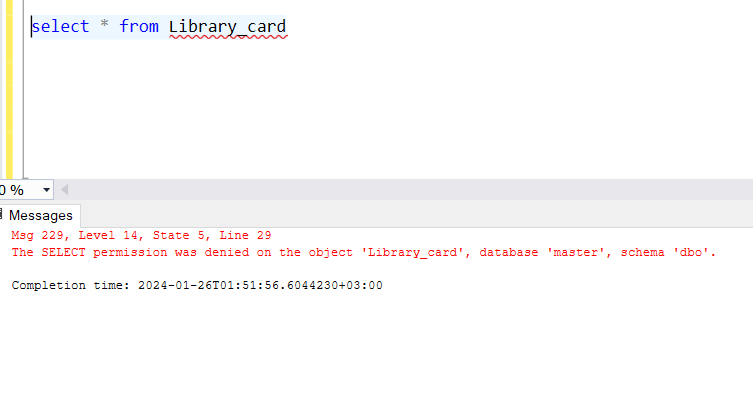 select * from Library_card
0 %
Messages
Msg 229, Level 14, State 5, Line 29
The SELECT permission was denied on the object 'Library_card', database 'master', schema 'dbo'.
Completion time: 2024-01-26T01:51:56.6044230+03:00